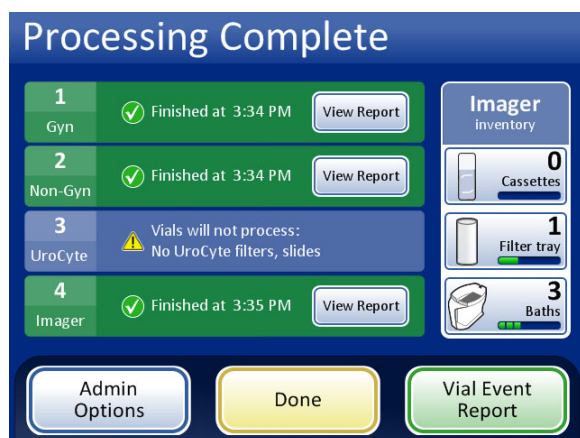 Processing Complete
1
Gyn
Finished at 3:34 PM
View Report
2
Non-Gyn
Finished at 3:34 PM
View Report
3
UroCyte
Vials will not process:
No UroCyte filters, slides
4
Imager
Finished at 3:35 PM
View Report
Imager
inventory
0
Cassettes
1
Filter tray
3
Baths
Admin
Options
Done
Vial Event
Report